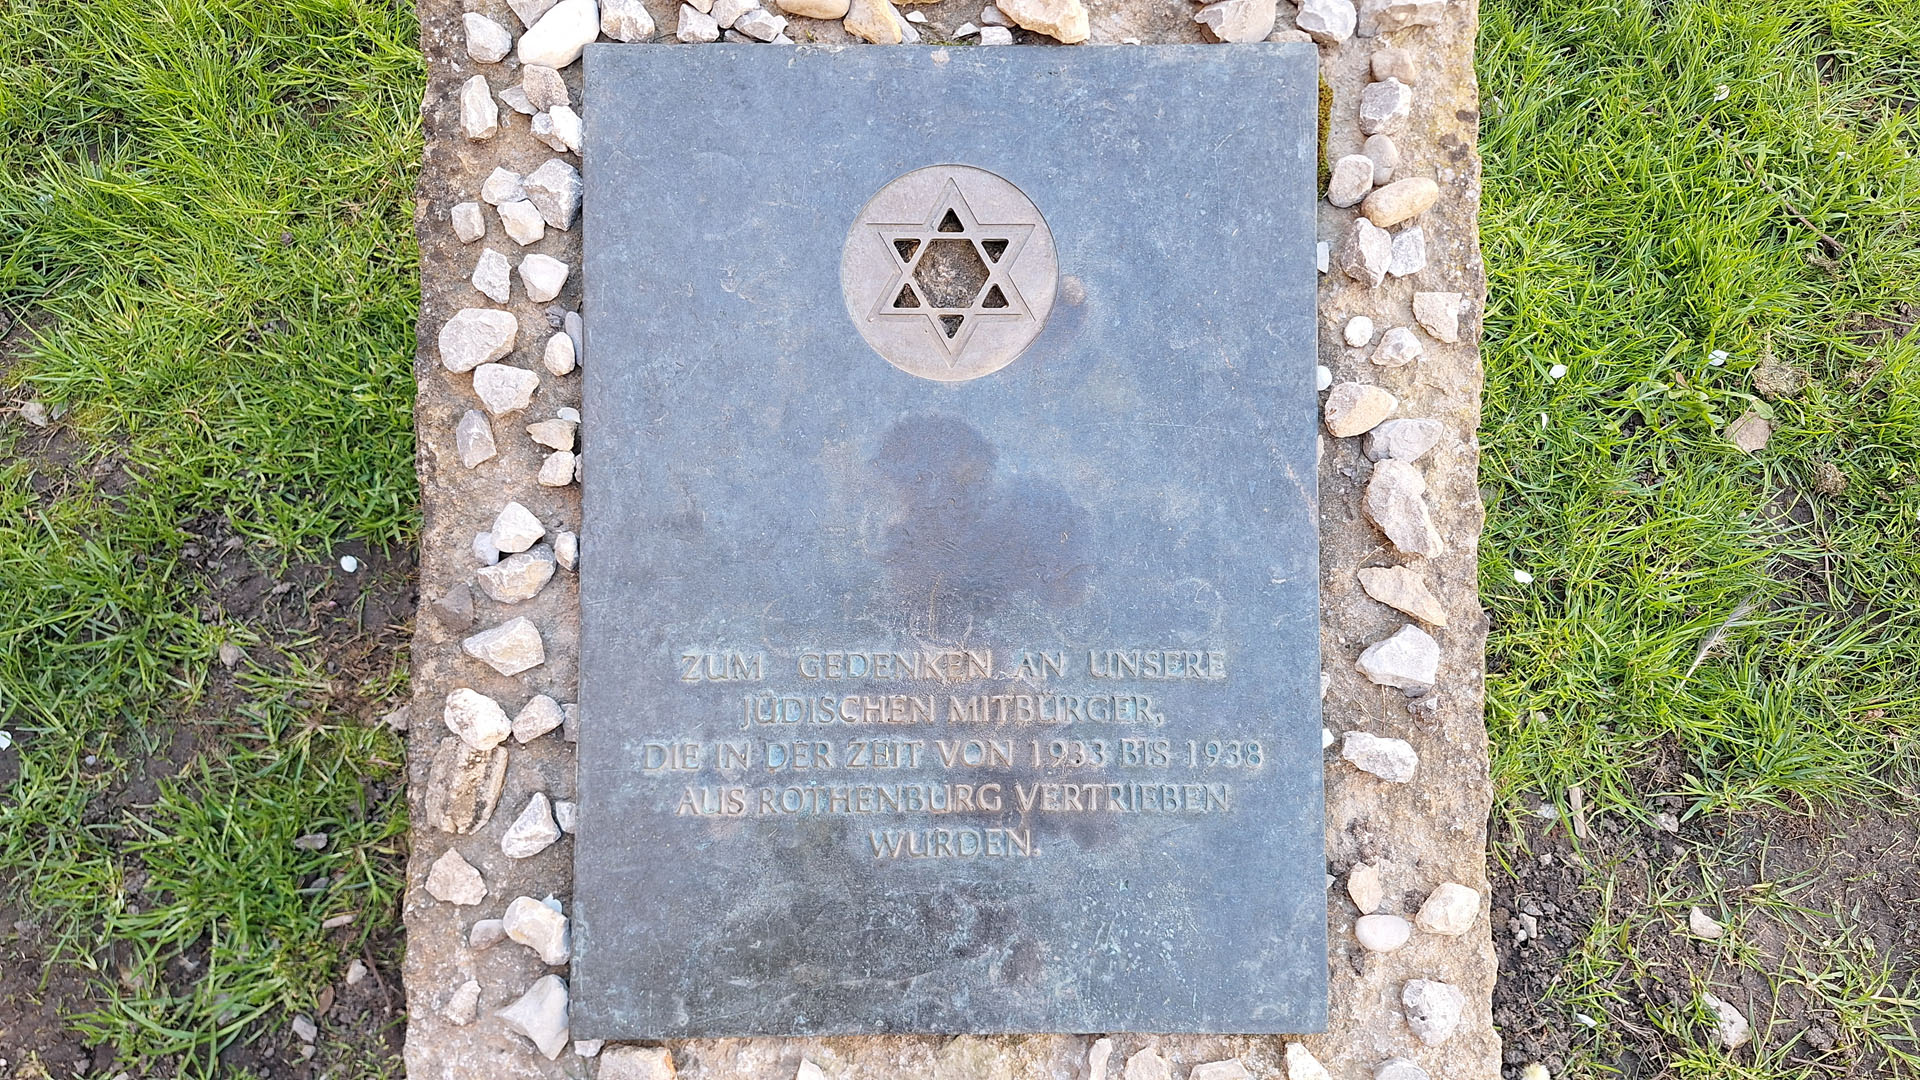 ZUM GEDENKEN AN UNSERE
JÜDISCHEN MITBÜRGER,
DIE IN DER ZEIT VON 1933 BIS 1938
AUS ROTHENBURG VERTRIEBEN
WURDEN.